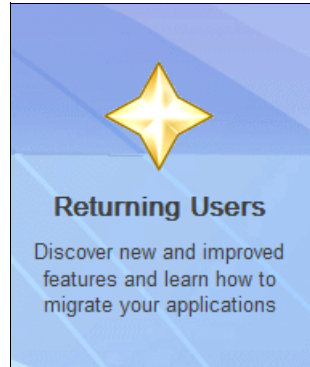 Returning Users
Discover new and improved
features and learn how to
migrate your applications